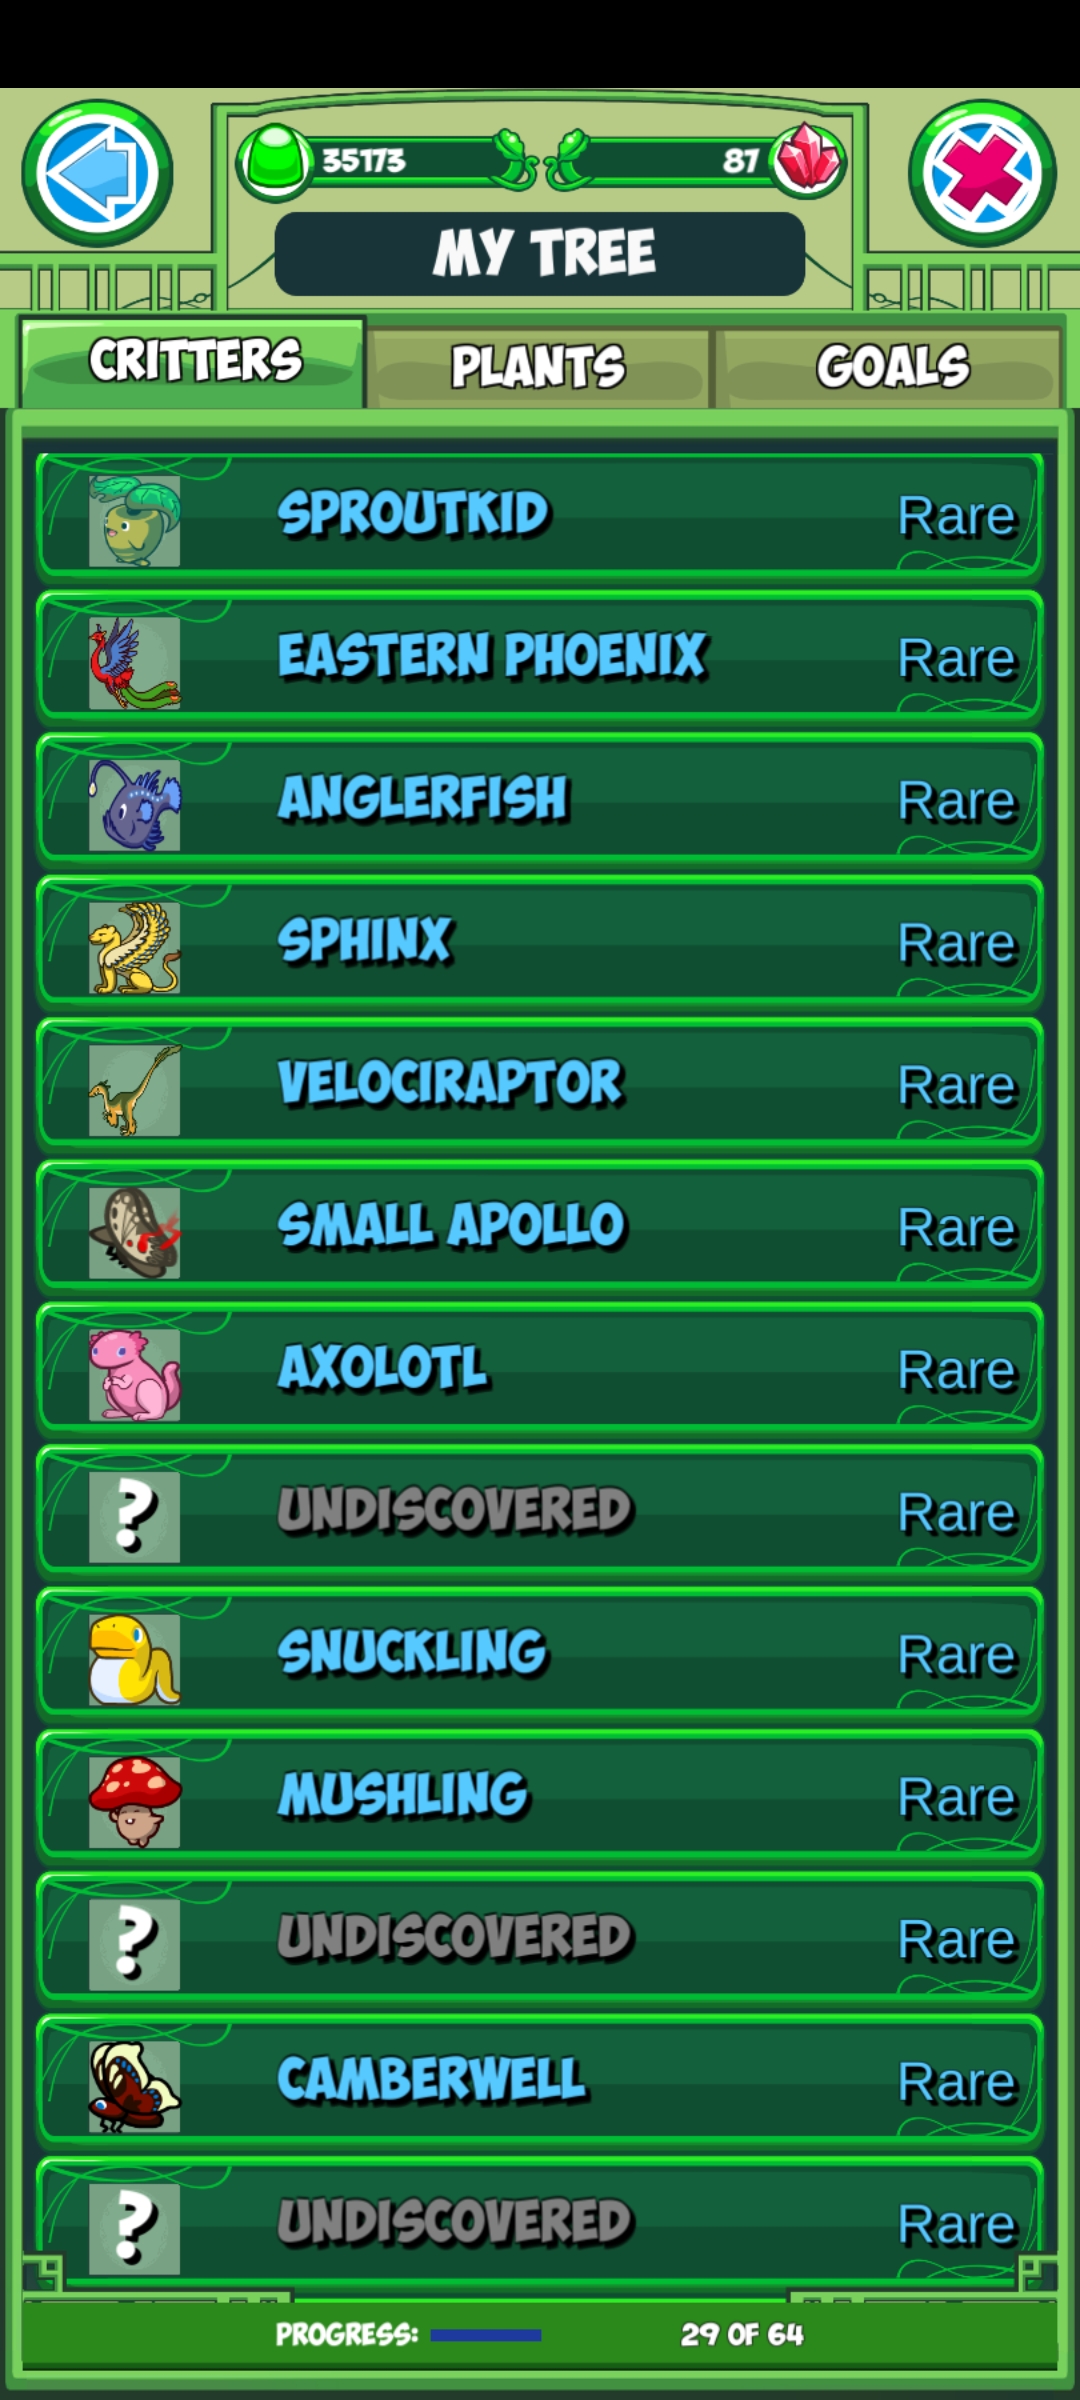 35173 87
MY TREE
CRITTERS PLANTS GOALS
SPROUTKID Rare
EASTERN PHOENIX Rare
ANGLERFISH Rare
SPHINX Rare
VELOCIRAPTOR Rare
SMALL APOLLO Rare
AXOLOTL Rare
? UNDISCOVERED Rare
SNUCKLING Rare
MUSHLING Rare
? UNDISCOVERED Rare
CAMBERWELL Rare
? UNDISCOVERED Rare
PROGRESS: 29 OF 64